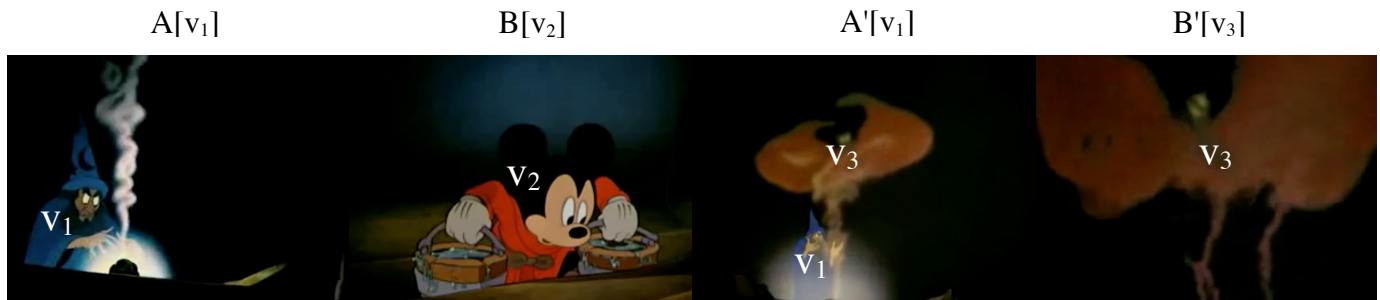 A[v₁] B[v₂] A'[v₁] B'[v₃]
v₁ v₂ v₃ v₁ v₃